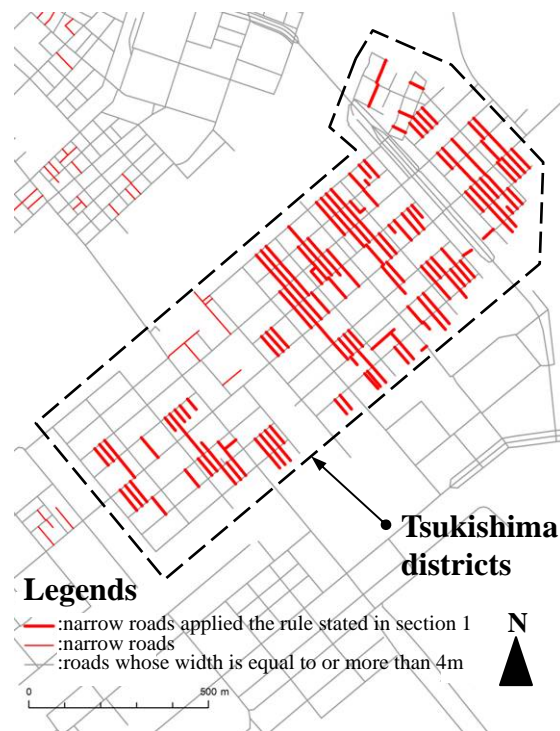 Tsukishima
districts
Legends
:narrow roads applied the rule stated in section 1
:narrow roads
:roads whose width is equal to or more than 4m
N
0 500 m